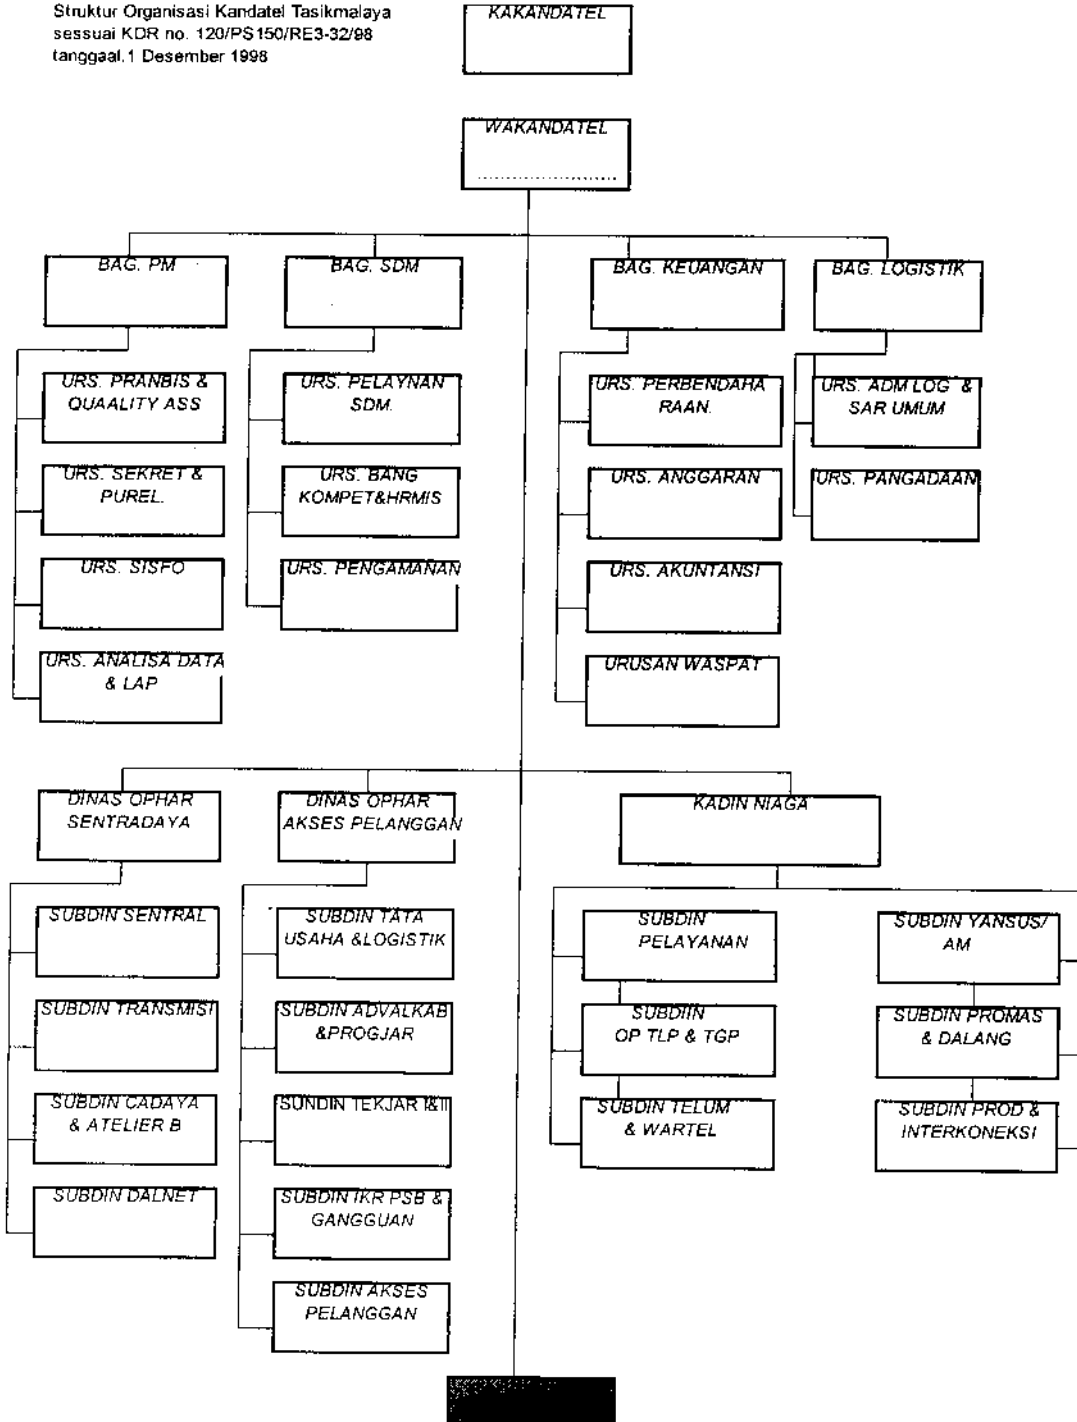 Struktur Organisasi Kandatel Tasikmalaya
sessuai KDR no. 120/PS150/RE3-32/98
tanggaal.1 Desember 1998
KAKANDATEL
WAKANDATEL
BAG. PM
BAG. SDM
BAG. KEUANGAN
BAG. LOGISTIK
URS. PRANBIS &
QUAALITY ASS
URS. PELAYNAN
SDM.
URS. PERBENDAHA
RAAN.
URS. ADM LOG &
SAR UMUM
URS. SEKRET &
PUREL.
URS. BANG
KOMPET&HRMIS
URS. ANGGARAN
URS. PANGADAAN
URS. SISFO
URS. PENGAMANAN
URS. AKUNTANSI
URS. ANALISA DATA
& LAP
URUSAN WASPAT
DINAS OPHAR
SENTRADAYA
DINAS OPHAR
AKSES PELANGGAN
KADIN NIAGA
SUBDIN SENTRAL
SUBDIN TATA
USAHA &LOGISTIK
SUBDIN
PELAYANAN
SUBDIN YANSUS/
AM
SUBDIN TRANSMISI
SUBDIN ADVALKAB
&PROGJAR
SUBDIIN
OP TLP & TGP
SUBDIN PROMAS
& DALANG
SUBDIN CADAYA
& ATELIER B
SUNDIN TEKJAR I&II
SUBDIN TELUM
& WARTEL
SUBDIN PROD &
INTERKONEKSI
SUBDIN DALNET
SUBDIN IKR PSB &
GANGGUAN
SUBDIN AKSES
PELANGGAN